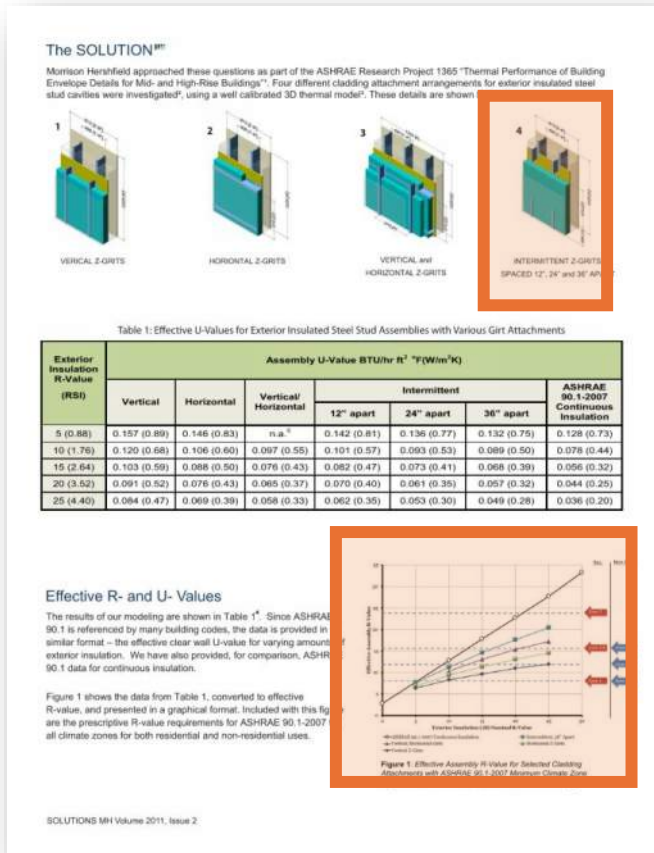 The SOLUTION
Morrison Hershfield approached these questions as part of the ASHRAE Research Project 1365 "Thermal Performance of Building
Envelope Details for Mid- and High-Rise Buildings"¹. Four different cladding attachment arrangements for exterior insulated steel
stud cavities were investigated², using a well calibrated 3D thermal model³. These details are shown
1
2
3
4
VERICAL Z-GRITS
HORIONTAL Z-GRITS
VERTICAL and
HORIZONTAL Z-GRITS
INTERMITTENT Z-GRITS
SPACED 12", 24" and 36" APART
Table 1: Effective U-Values for Exterior Insulated Steel Stud Assemblies with Various Girt Attachments
Exterior Insulation R-Value (RSI) Assembly U-Value BTU/hr ft² °F(W/m²K)
Vertical Horizontal Vertical/ Horizontal Intermittent ASHRAE 90.1-2007 Continuous Insulation
12" apart 24" apart 36" apart
5 (0.88) 0.157 (0.89) 0.146 (0.83) n.a. 0.142 (0.81) 0.136 (0.77) 0.132 (0.75) 0.128 (0.73)
10 (1.76) 0.120 (0.68) 0.106 (0.60) 0.097 (0.55) 0.101 (0.57) 0.093 (0.53) 0.089 (0.50) 0.078 (0.44)
15 (2.64) 0.103 (0.59) 0.088 (0.50) 0.076 (0.43) 0.082 (0.47) 0.073 (0.41) 0.068 (0.39) 0.056 (0.32)
20 (3.52) 0.091 (0.52) 0.076 (0.43) 0.065 (0.37) 0.070 (0.40) 0.061 (0.35) 0.057 (0.32) 0.044 (0.25)
25 (4.40) 0.084 (0.47) 0.069 (0.39) 0.058 (0.33) 0.062 (0.35) 0.053 (0.30) 0.049 (0.28) 0.036 (0.20)
Effective R- and U- Values
The results of our modeling are shown in Table 1. Since ASHRAE
90.1 is referenced by many building codes, the data is provided in
similar format – the effective clear wall U-value for varying amounts of
exterior insulation. We have also provided, for comparison, ASHR
90.1 data for continuous insulation.
Figure 1 shows the data from Table 1, converted to effective
R-value, and presented in a graphical format. Included with this fig
are the prescriptive R-value requirements for ASHRAE 90.1-2007
all climate zones for both residential and non-residential uses.
Effective Assembly R-Value
Exterior Insulation (1D) Nominal R-Value
Figure 1: Effective Assembly R-Value for Selected Cladding
Attachments with ASHRAE 90.1-2007 Minimum Climate Zone
SOLUTIONS MH Volume 2011, Issue 2